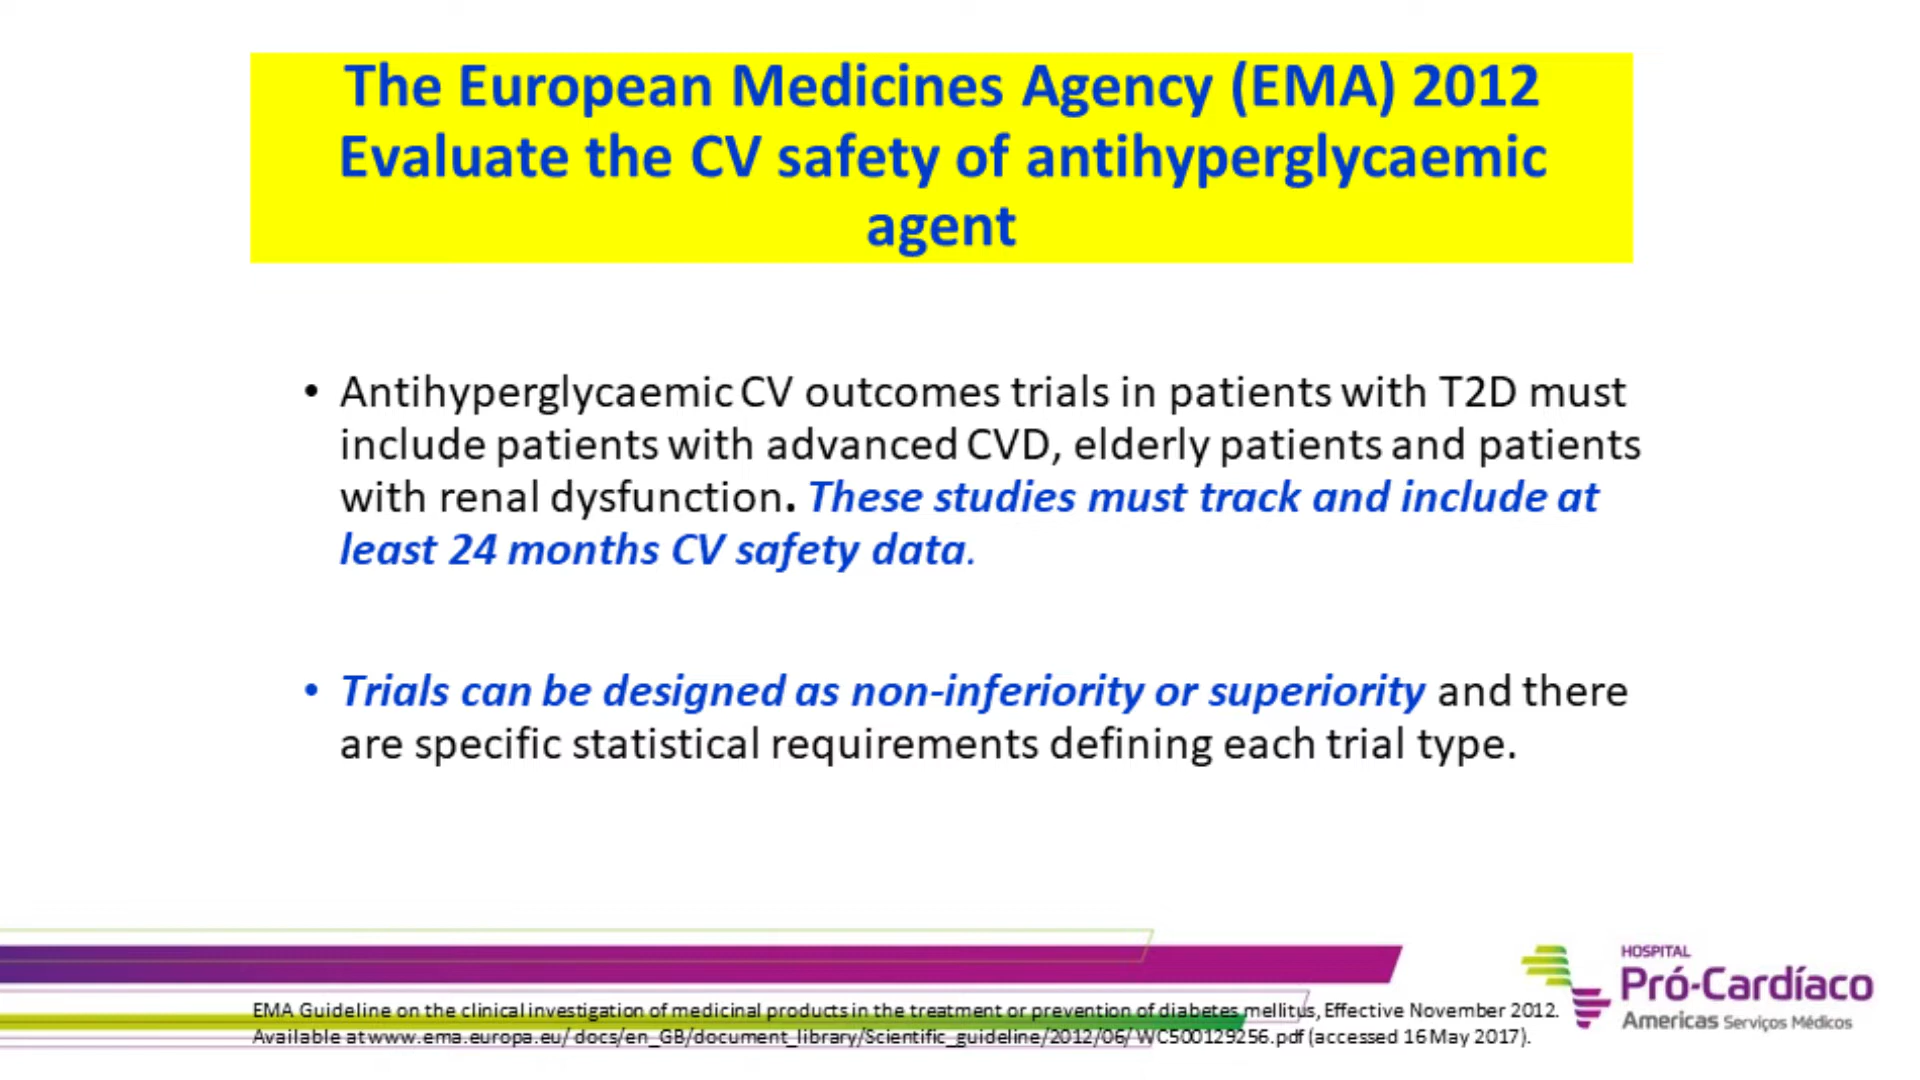 The European Medicines Agency (EMA) 2012
Evaluate the CV safety of antihyperglycaemic
agent
• Antihyperglycaemic CV outcomes trials in patients with T2D must
include patients with advanced CVD, elderly patients and patients
with renal dysfunction. These studies must track and include at
least 24 months CV safety data.
• Trials can be designed as non-inferiority or superiority and there
are specific statistical requirements defining each trial type.
EMA Guideline on the clinical investigation of medicinal products in the treatment or prevention of diabetes mellitus, Effective November 2012.
Available at www.ema.europa.eu/ docs/en_GB/document_library/Scientific_guideline/2012/06/ WC500129256.pdf (accessed 16 May 2017).
HOSPITAL
Pró-Cardíaco
Americas Serviços Médicos